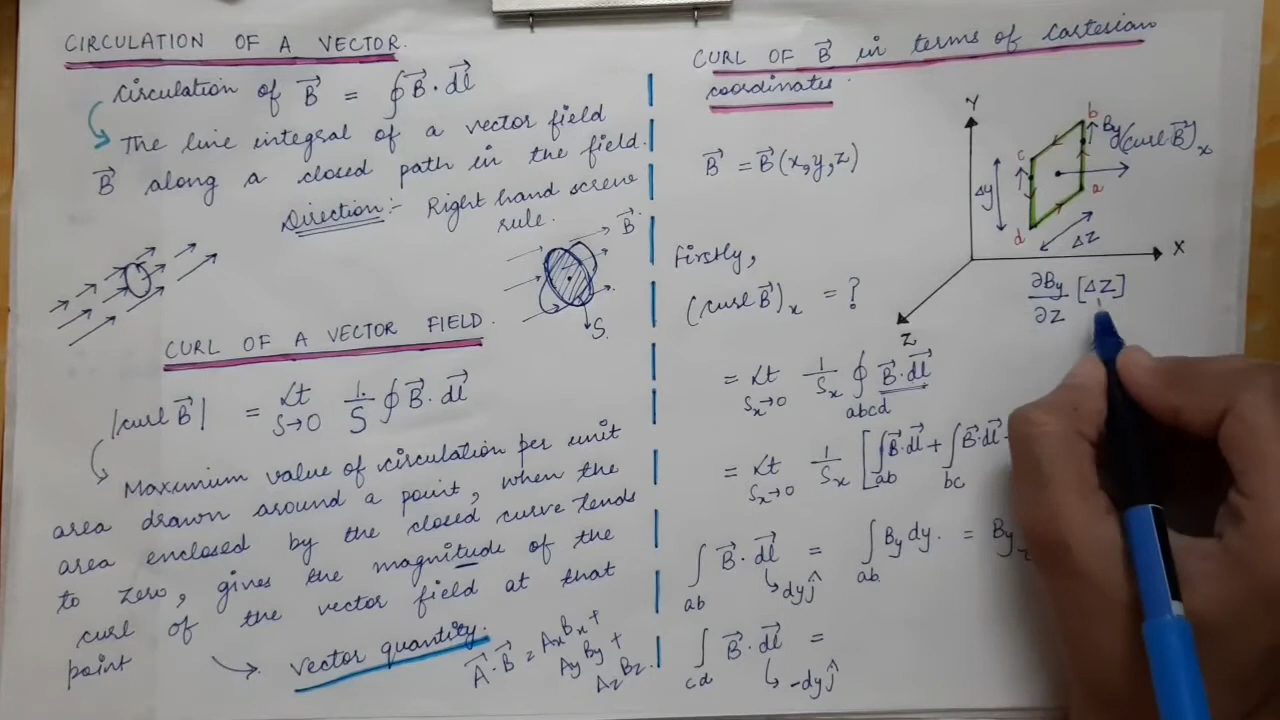 CIRCULATION OF A VECTOR.
Circulation of B⃗ = ∮B⃗·dl⃗
The line integral of a vector field
B⃗ along a closed path in the field.
Direction:- Right hand screw
rule.
B⃗
S.
CURL OF A VECTOR FIELD.
|curl B⃗| = Lt S→0 1/S ∮B⃗·dl⃗
Maximum value of circulation per unit
area drawn around a point, when the
area enclosed by the closed curve tends
to zero, gives the magnitude of the
curl of the vector field at that
point
Vector quantity.
A⃗·B⃗ = AxBx+
AyBy+
AzBz.
CURL OF B⃗ in terms of Cartesian
coordinates.
B⃗ = B⃗(x,y,z)
Y
b
By
(curl B⃗)x
c
Δy
a
d
Δz
X
Z
∂By/∂z [Δz]
Firstly,
(curl B⃗)x = ?
= Lt Sx→0 1/Sx ∮abcd B⃗·dl⃗
= Lt Sx→0 1/Sx [∫ab B⃗·dl⃗ + ∫bc B⃗·dl⃗
∫ab B⃗·dl⃗ = ∫ab By dy. = By
dyĵ
∫cd B⃗·dl⃗ =
-dyĵ